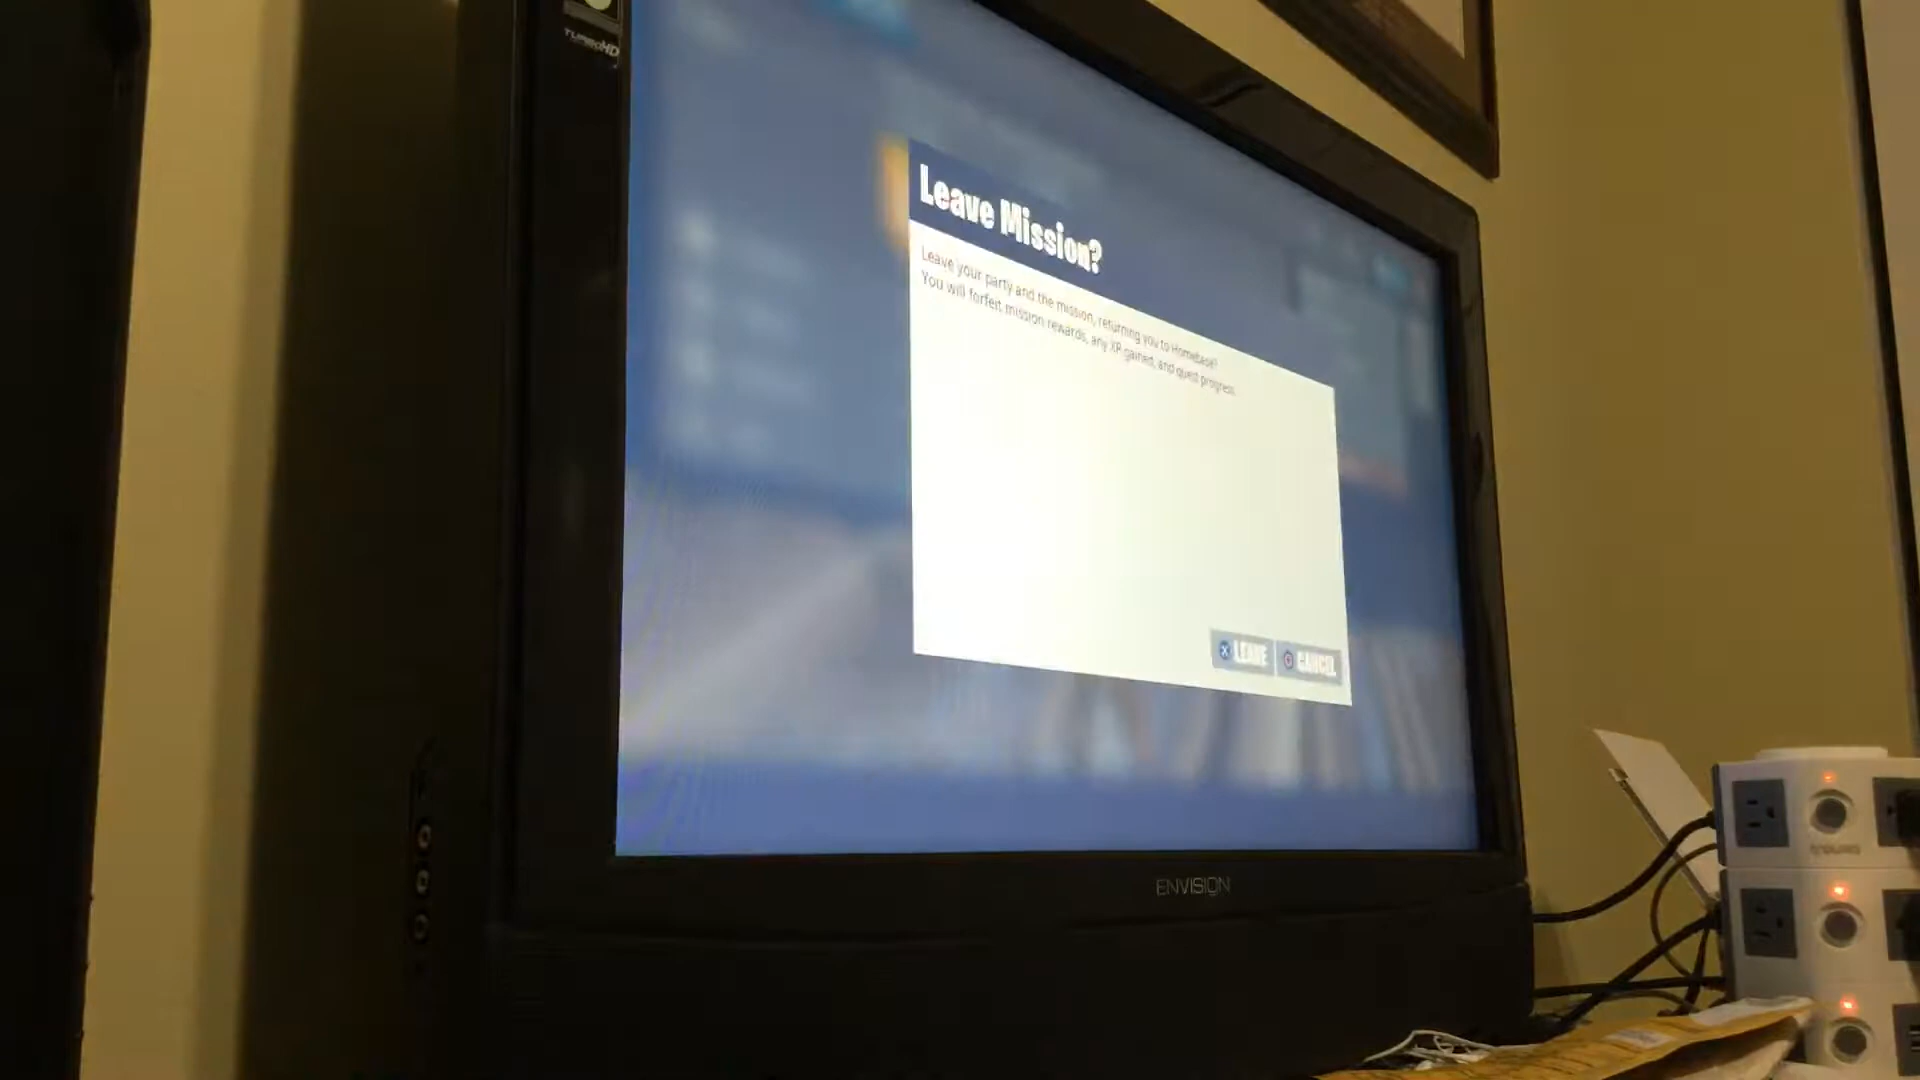 TURBOHD
Leave Mission?
Leave your party and the mission, returning you to Homebase?
You will forfeit mission rewards, any XP gained, and quest progress.
LEAVE
CANCEL
ENVISION